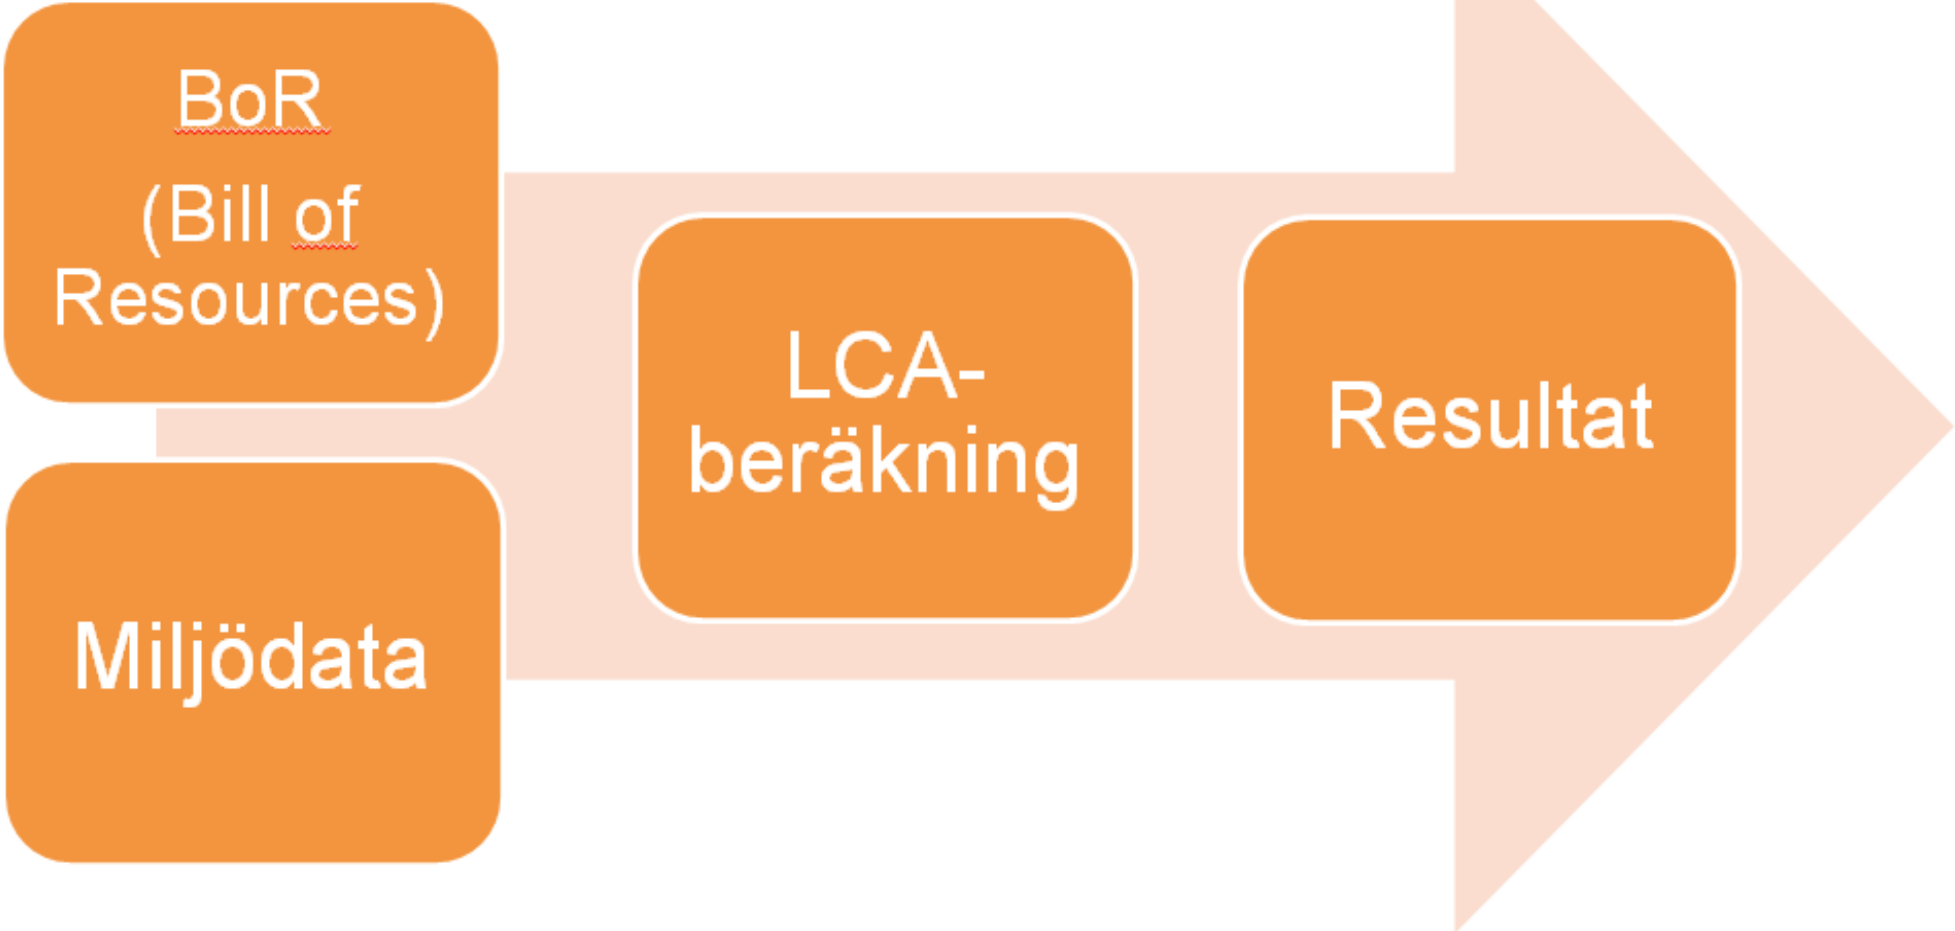 BoR
(Bill of
Resources)
Miljödata
LCA-
beräkning
Resultat